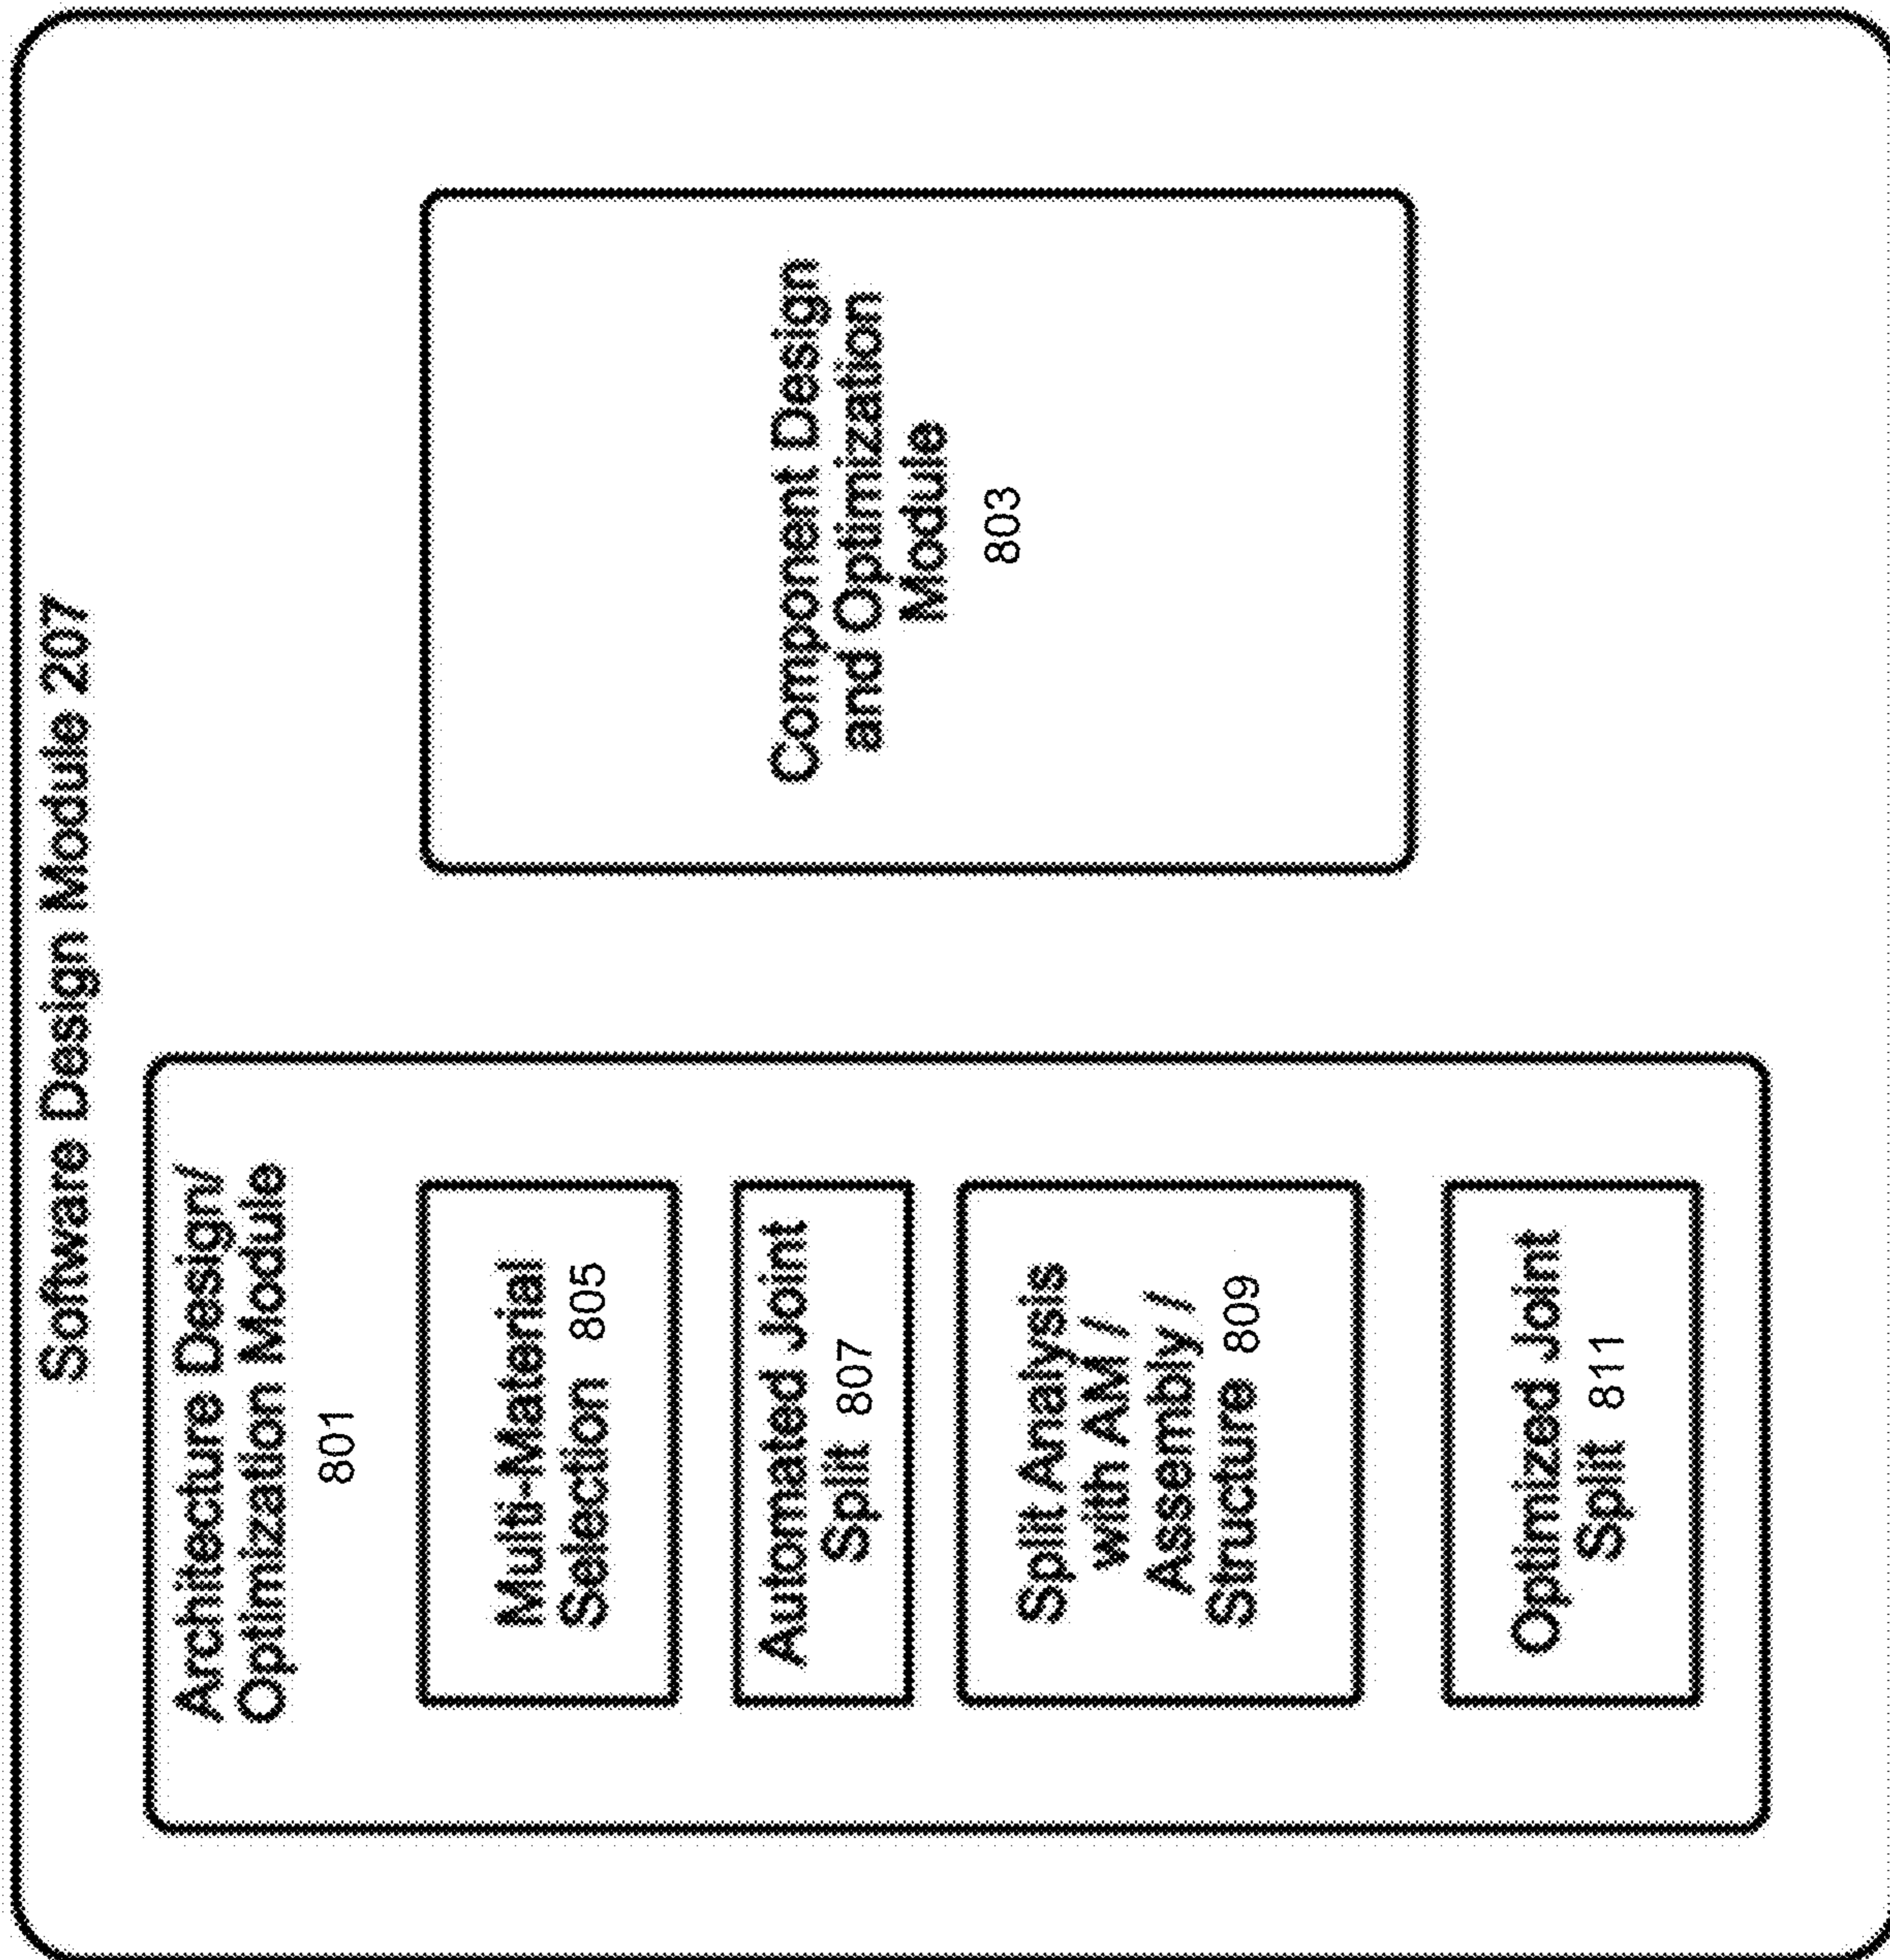 Software Design Module 207
Architecture Design/
Optimization Module
801
Multi-Material
Selection 805
Automated Joint
Split 807
Split Analysis
with AM /
Assembly /
Structure 809
Optimized Joint
Split 811
Component Design
and Optimization
Module
803